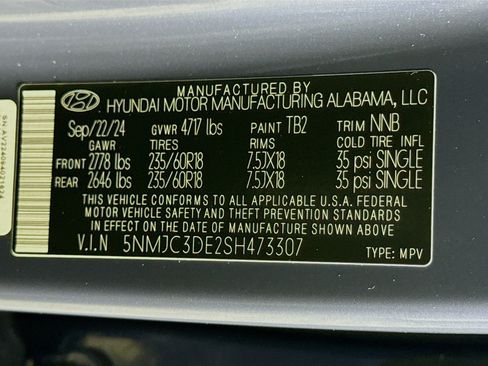 MANUFACTURED BY
HYUNDAI MOTOR MANUFACTURING ALABAMA, LLC
Sep/22/24 GVWR 4717 lbs PAINT TB2 TRIM NNB
GAWR TIRES RIMS COLD TIRE INFL
FRONT 2778 lbs 235/60R18 7.5JX18 35 psi SINGLE
REAR 2646 lbs 235/60R18 7.5JX18 35 psi SINGLE
THIS VEHICLE CONFORMS TO ALL APPLICABLE U.S.A. FEDERAL
MOTOR VEHICLE SAFETY AND THEFT PREVENTION STANDARDS
IN EFFECT ON THE DATE OF MANUFACTURE SHOWN ABOVE.
V.I.N 5NMJC3DE2SH473307 TYPE: MPV